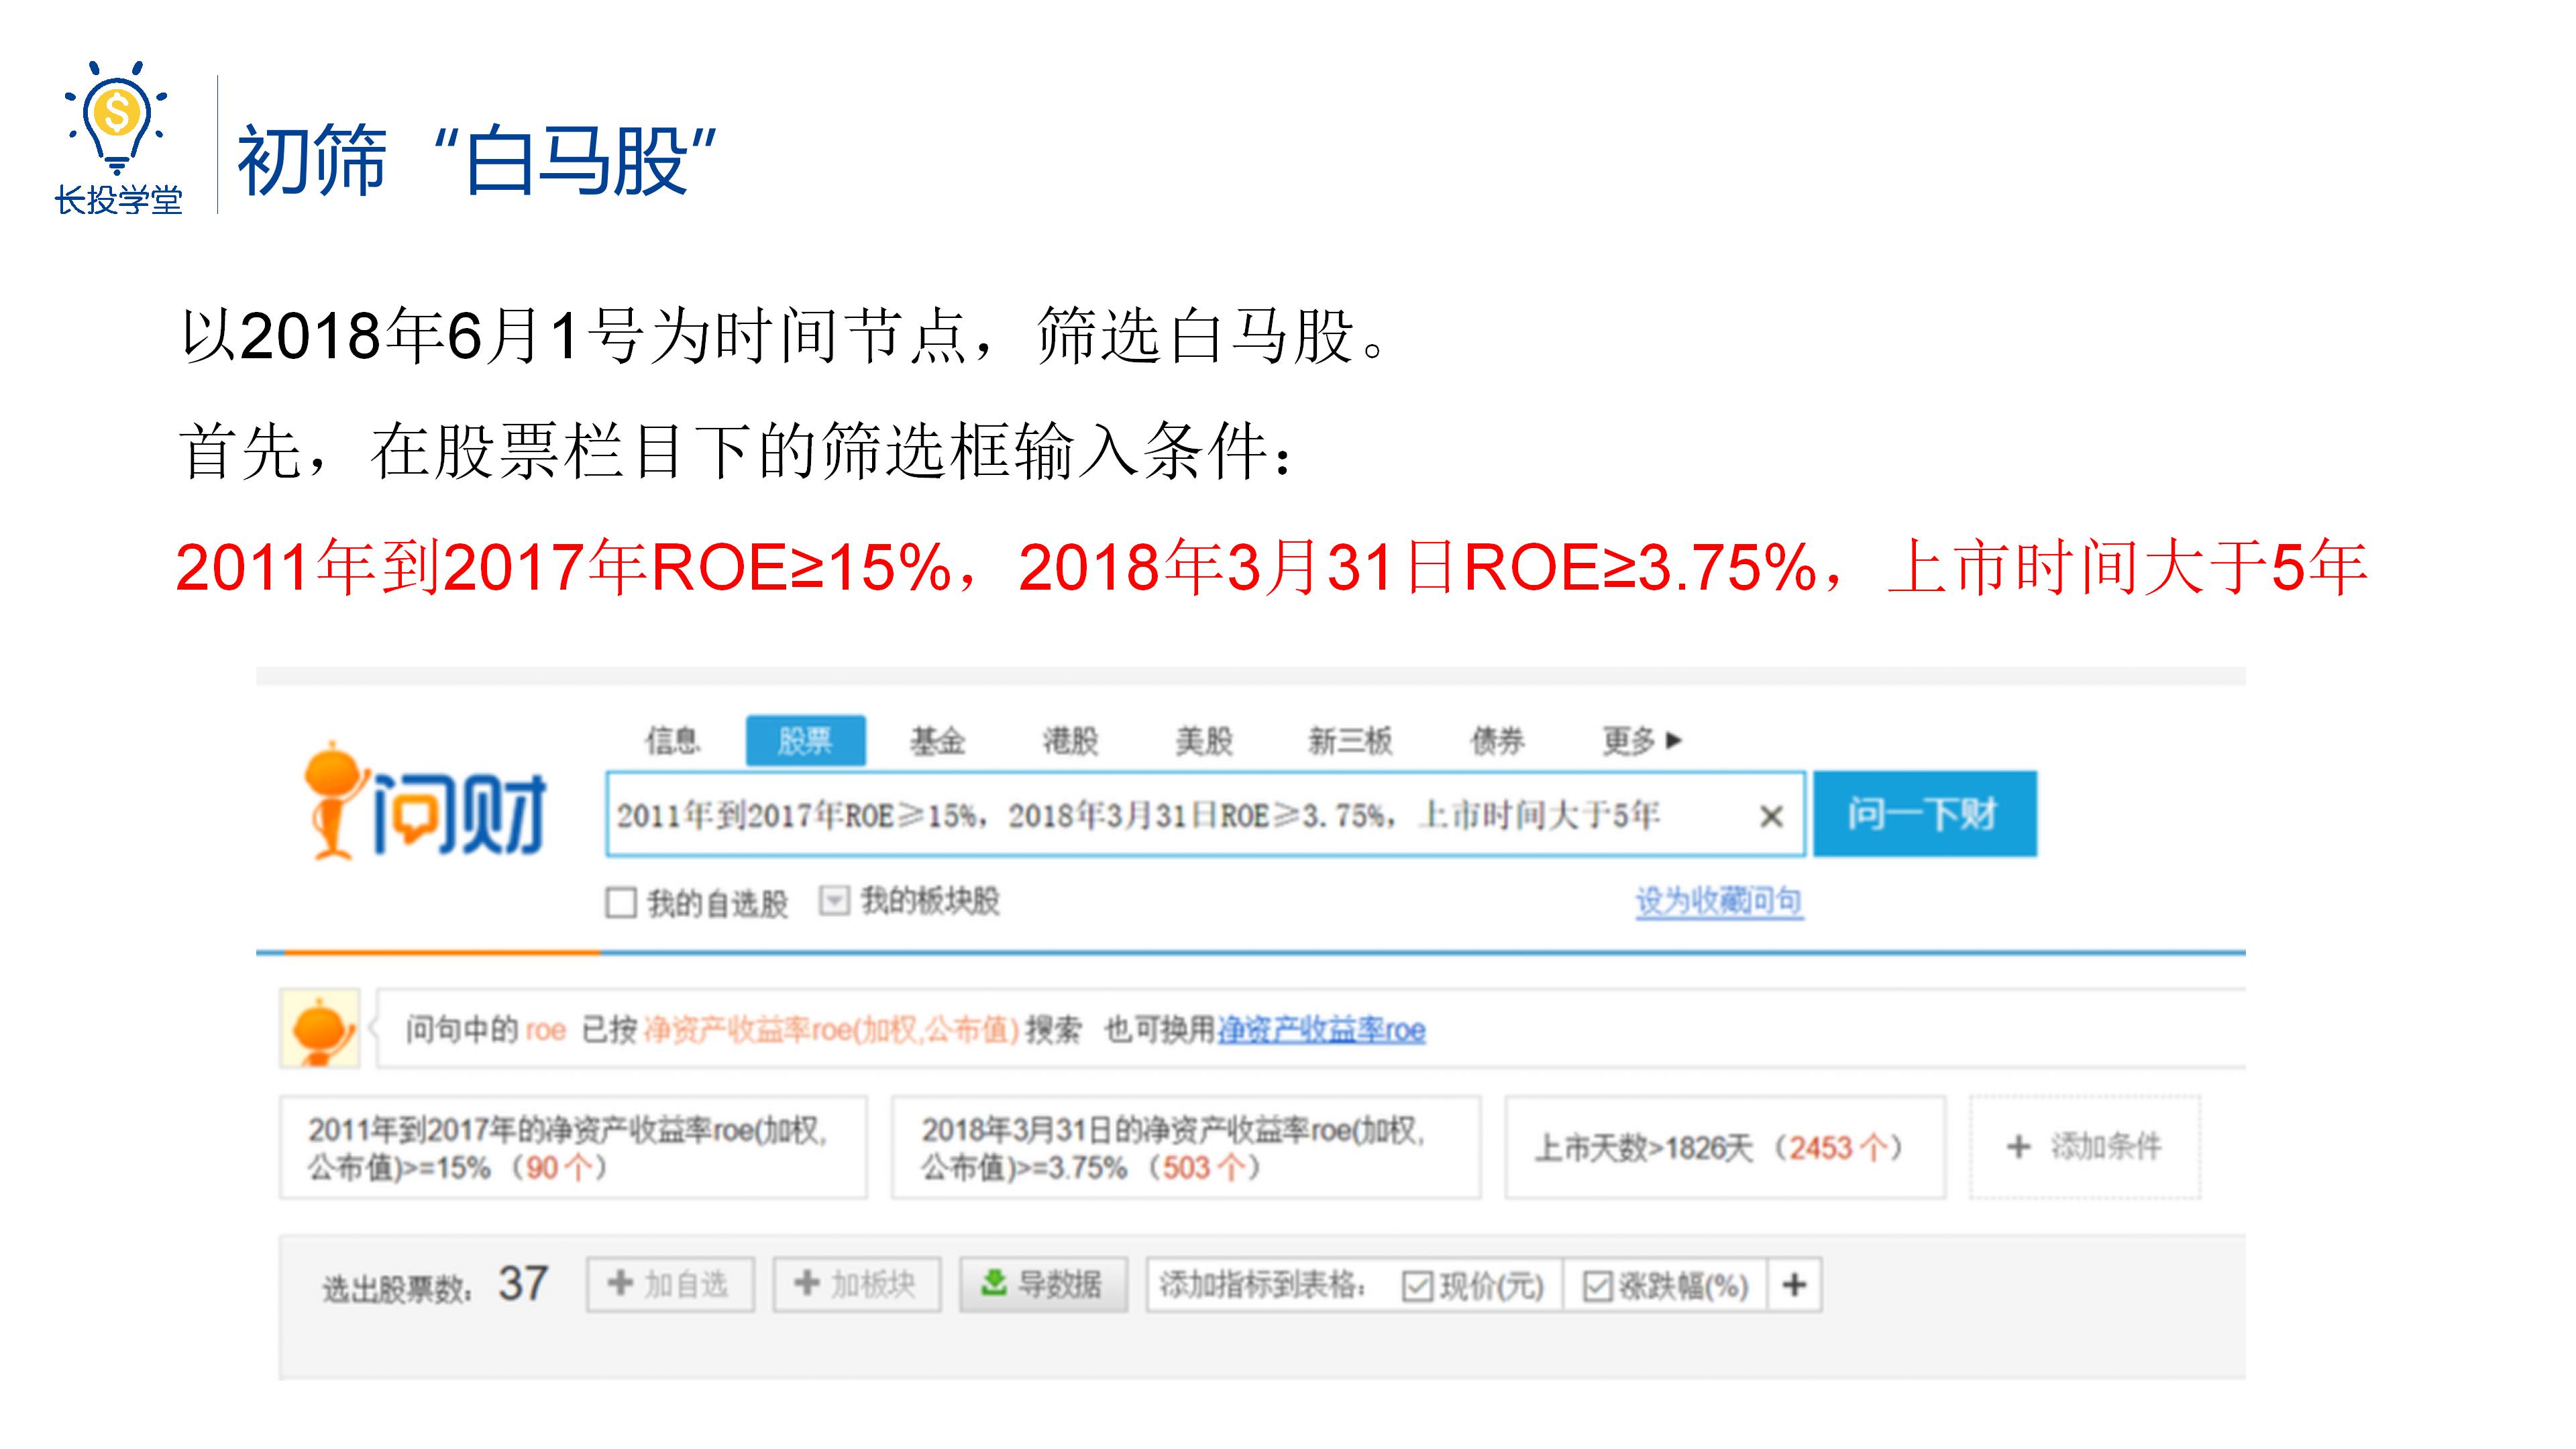 长投学堂
初筛“白马股”
以2018年6月1号为时间节点，筛选白马股。
首先，在股票栏目下的筛选框输入条件：
2011年到2017年ROE≥15%，2018年3月31日ROE≥3.75%，上市时间大于5年
问财
信息 股票 基金 港股 美股 新三板 债券 更多
2011年到2017年ROE≥15%，2018年3月31日ROE≥3.75%，上市时间大于5年 × 问一下财
我的自选股 我的板块股 设为收藏问句
问句中的 roe 已按 净资产收益率roe(加权,公布值) 搜索 也可换用净资产收益率roe
2011年到2017年的净资产收益率roe(加权,
公布值)>=15%（90 个）
2018年3月31日的净资产收益率roe(加权,
公布值)>=3.75%（503 个）
上市天数>1826天（2453 个）
+ 添加条件
选出股票数：37 + 加自选 + 加板块 导数据 添加指标到表格： 现价(元) 涨跌幅(%) +